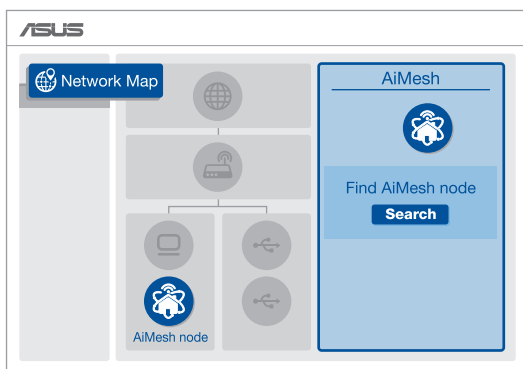 ASUS
Network Map
AiMesh
Find AiMesh node
Search
AiMesh node